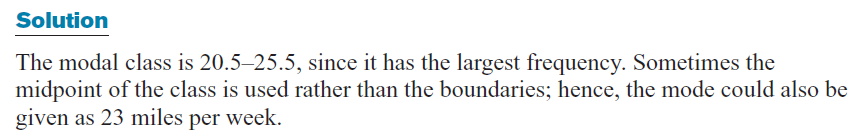 Solution
The modal class is 20.5–25.5, since it has the largest frequency. Sometimes the
midpoint of the class is used rather than the boundaries; hence, the mode could also be
given as 23 miles per week.